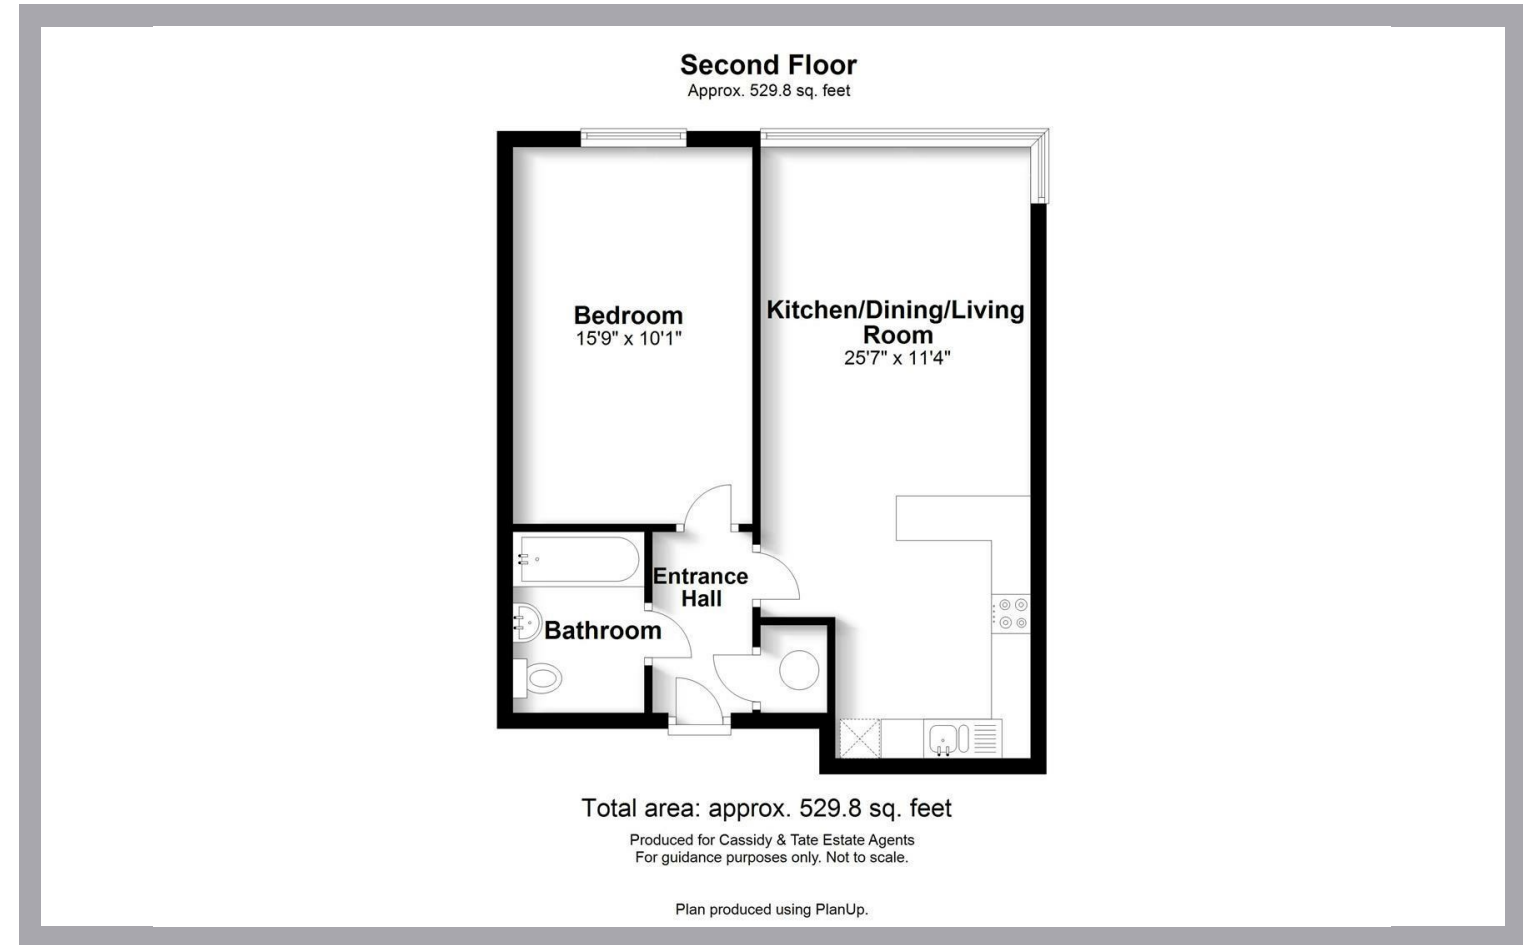 Second Floor
Approx. 529.8 sq. feet
Bedroom
15'9" x 10'1"
Kitchen/Dining/Living
Room
25'7" x 11'4"
Entrance
Hall
Bathroom
Total area: approx. 529.8 sq. feet
Produced for Cassidy & Tate Estate Agents
For guidance purposes only. Not to scale.
Plan produced using PlanUp.